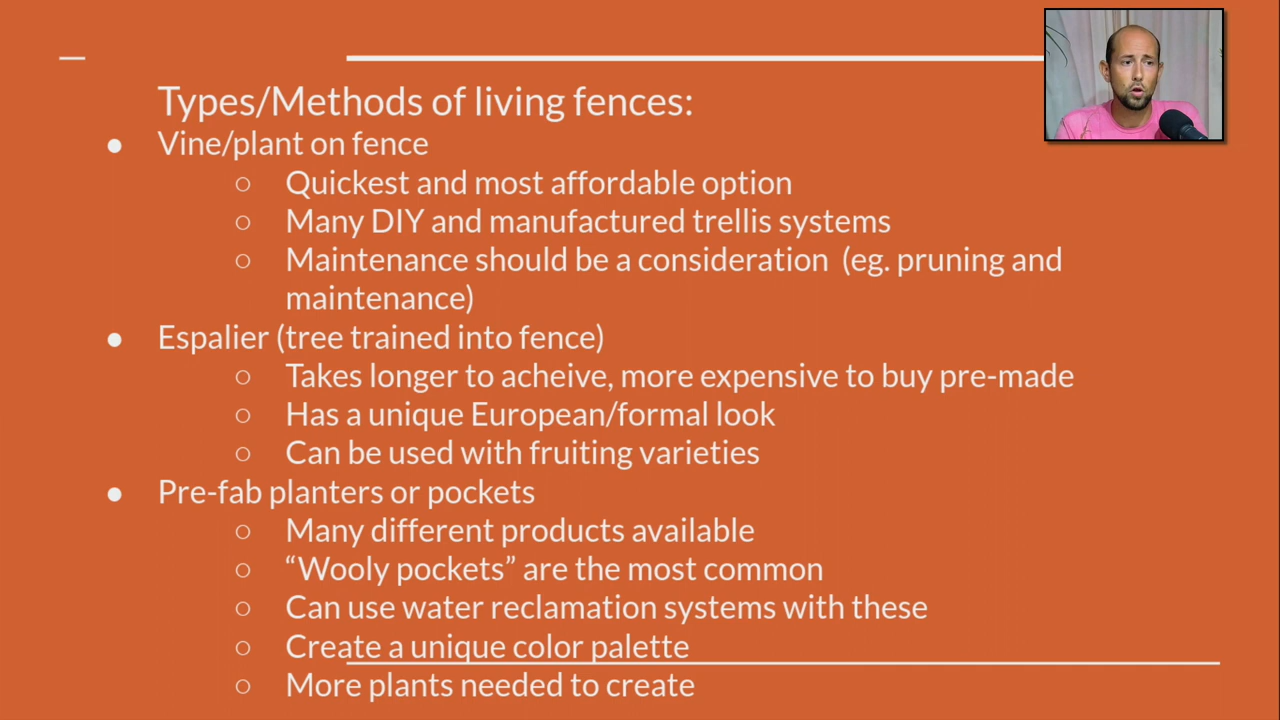 Types/Methods of living fences:
● Vine/plant on fence
○ Quickest and most affordable option
○ Many DIY and manufactured trellis systems
○ Maintenance should be a consideration  (eg. pruning and
maintenance)
● Espalier (tree trained into fence)
○ Takes longer to acheive, more expensive to buy pre-made
○ Has a unique European/formal look
○ Can be used with fruiting varieties
● Pre-fab planters or pockets
○ Many different products available
○ “Wooly pockets” are the most common
○ Can use water reclamation systems with these
○ Create a unique color palette
○ More plants needed to create